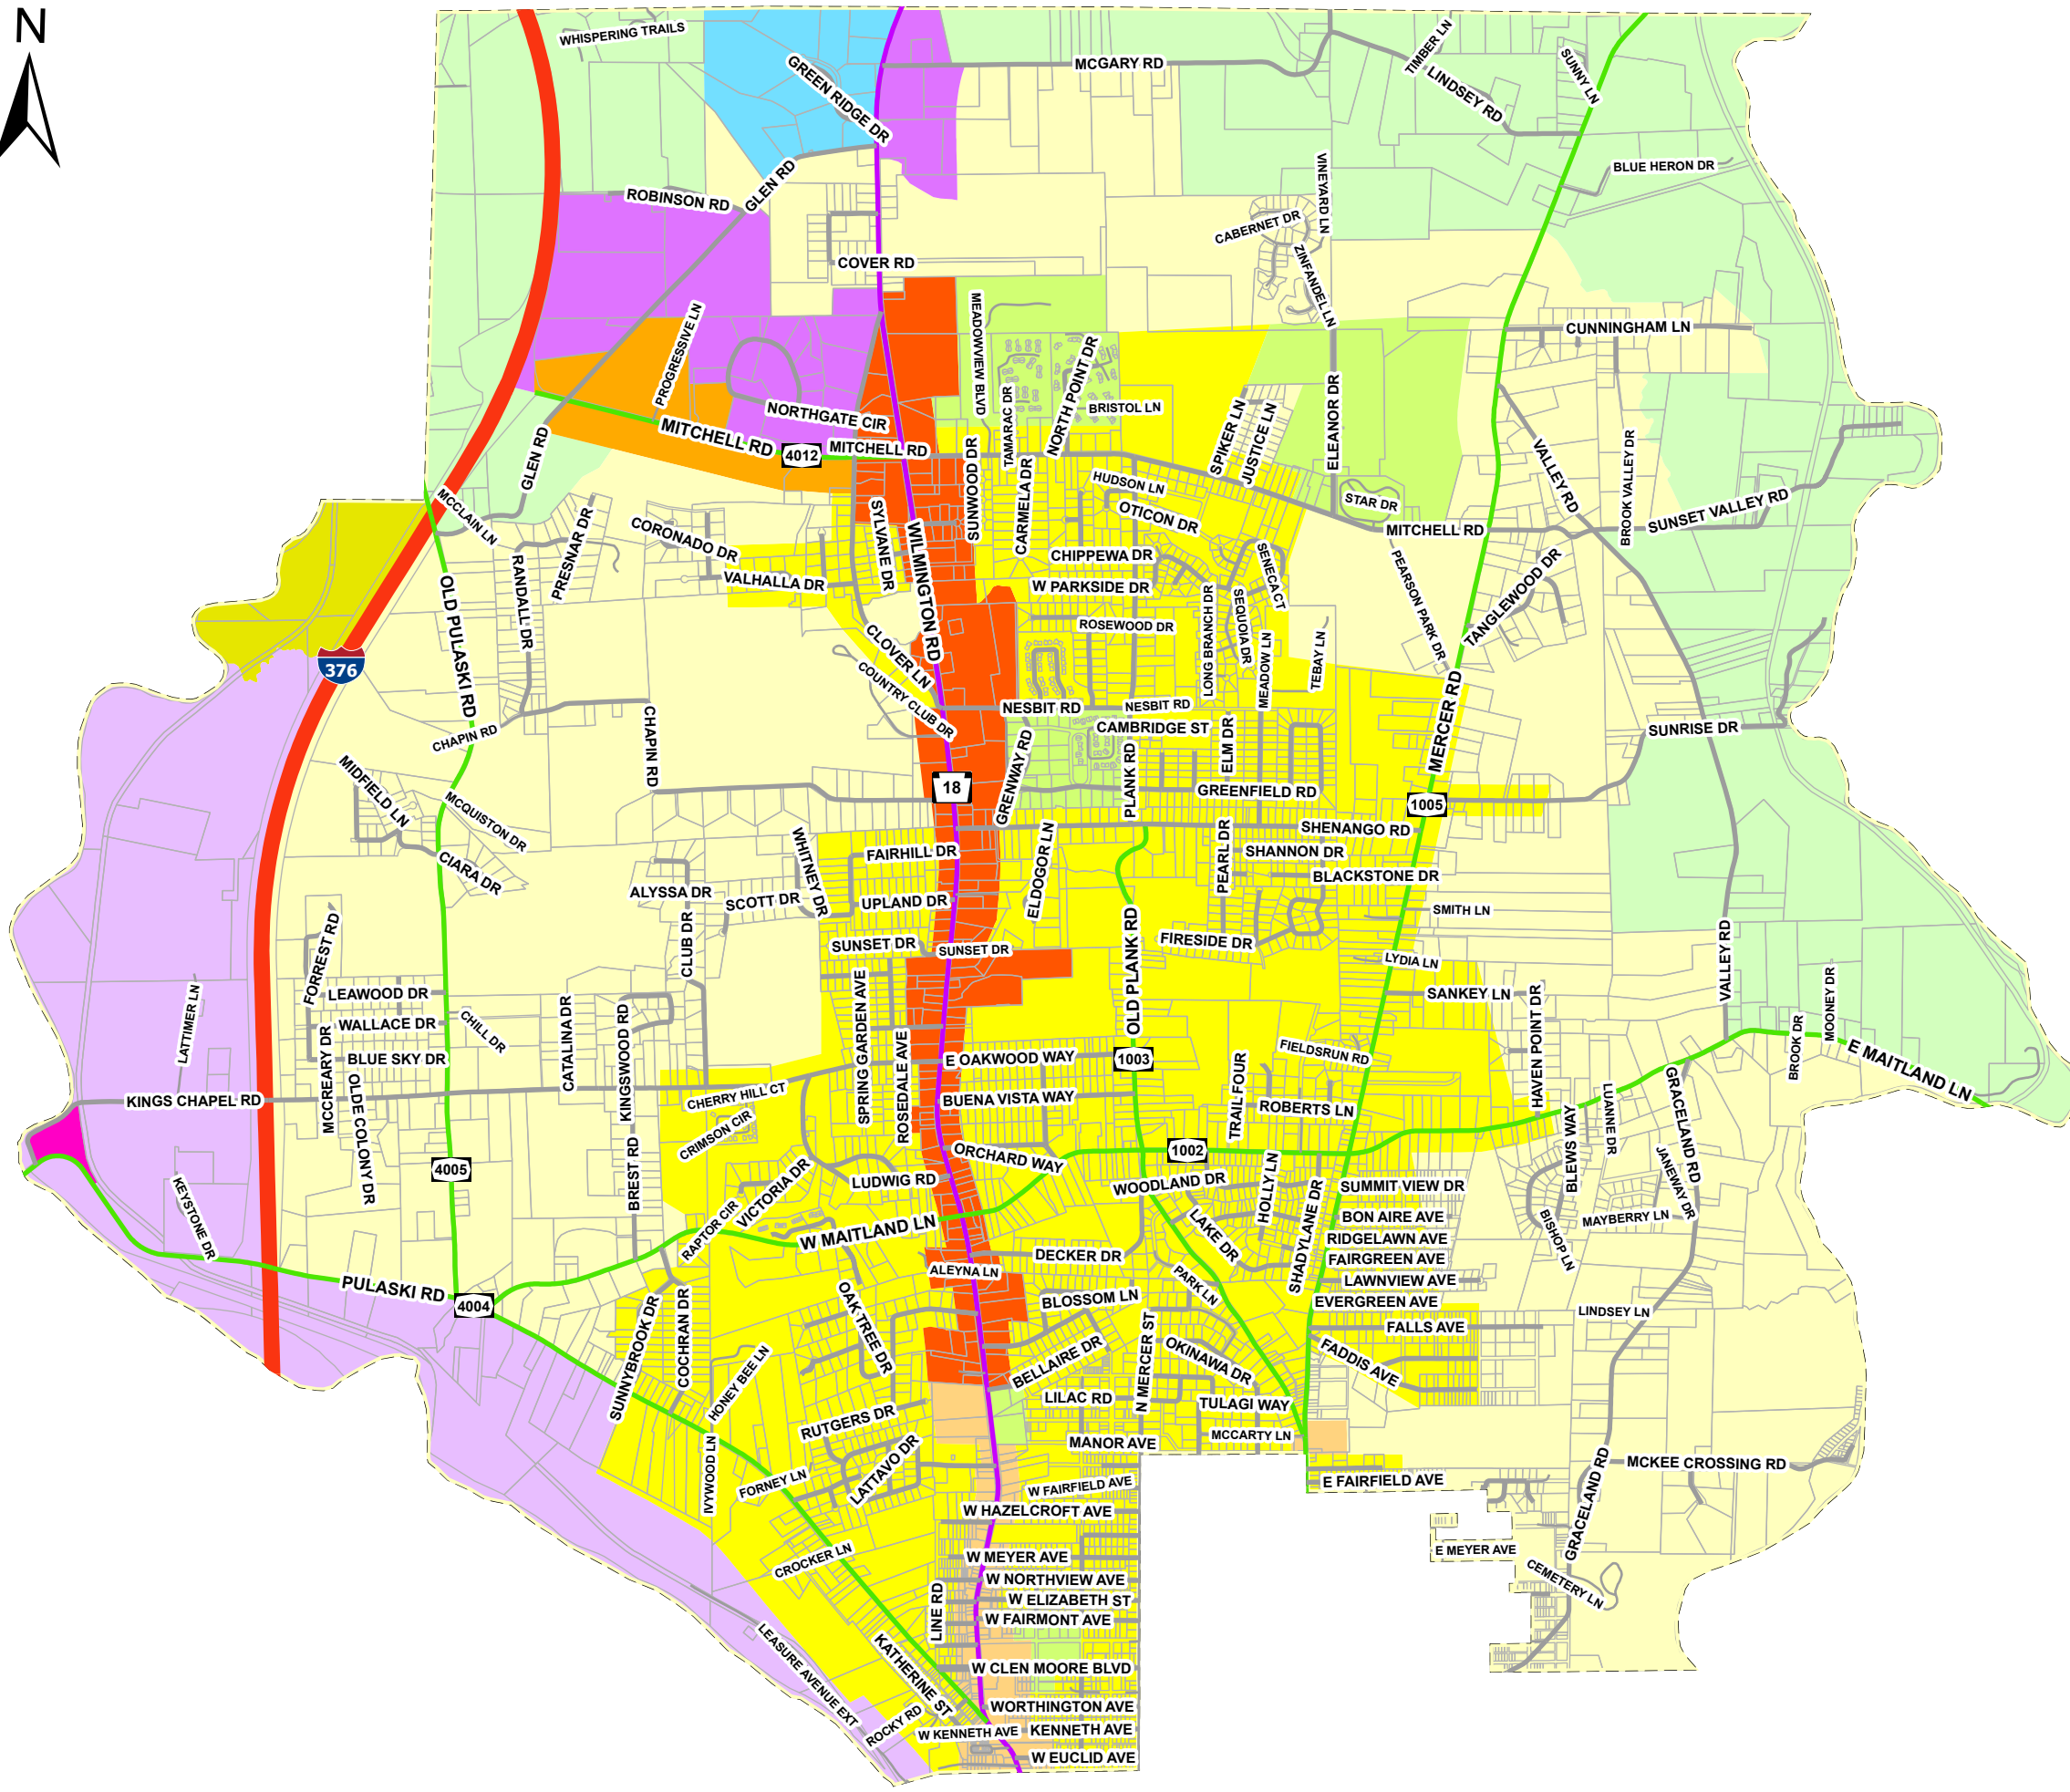 N
WHISPERING TRAILS
GREEN RIDGE DR
MCGARY RD
TIMBER LN
LINDSEY RD
SUNNY LN
BLUE HERON DR
ROBINSON RD
GLEN RD
VINEYARD LN
CABERNET DR
ZINFANDEL LN
COVER RD
PROGRESSIVE LN
MEADOWVIEW BLVD
CUNNINGHAM LN
NORTH POINT DR
TAMARAC DR
BRISTOL LN
NORTHGATE CIR
MITCHELL RD
4012
MITCHELL RD
SPIKER LN
JUSTICE LN
ELEANOR DR
VALLEY RD
BROOK VALLEY DR
GLEN RD
MCCLAIN LN
SUNWOOD DR
CARMELA DR
HUDSON LN
OTICON DR
STAR DR
MITCHELL RD
SUNSET VALLEY RD
PRESNAR DR
RANDALL DR
CORONADO DR
VALHALLA DR
SYLVANE DR
WILMINGTON RD
CHIPPEWA DR
W PARKSIDE DR
ROSEWOOD DR
LONG BRANCH DR
SEQUOIA DR
SENECA CT
MEADOW LN
TEBAY LN
PEARSON PARK DR
TANGLEWOOD DR
376
OLD PULASKI RD
CLOVER LN
COUNTRY CLUB DR
NESBIT RD
NESBIT RD
CAMBRIDGE ST
MERCER RD
SUNRISE DR
CHAPIN RD
CHAPIN RD
MIDFIELD LN
MCQUISTON DR
CIARA DR
18
GRENWAY RD
PLANK RD
ELM DR
GREENFIELD RD
1005
SHENANGO RD
WHITNEY DR
FAIRHILL DR
ELDOGOR LN
PEARL DR
SHANNON DR
BLACKSTONE DR
ALYSSA DR
SCOTT DR
UPLAND DR
SMITH LN
FORREST RD
CLUB DR
SUNSET DR
SUNSET DR
OLD PLANK RD
FIRESIDE DR
LYDIA LN
VALLEY RD
LATTIMER LN
LEAWOOD DR
WALLACE DR
CHILL DR
BLUE SKY DR
MCCREARY DR
OLDE COLONY DR
CATALINA DR
KINGSWOOD RD
SPRING GARDEN AVE
ROSEDALE AVE
SANKEY LN
HAVEN POINT DR
MOONEY DR
BROOK DR
E MAITLAND LN
E OAKWOOD WAY
1003
FIELDSRUN RD
TRAIL FOUR
ROBERTS LN
BUENA VISTA WAY
KINGS CHAPEL RD
CHERRY HILL CT
CRIMSON CIR
LUANNE DR
GRACELAND RD
BLEWS WAY
JANEWAY DR
MAYBERRY LN
BISHOP LN
4005
BREST RD
RAPTOR CIR
VICTORIA DR
LUDWIG RD
ORCHARD WAY
1002
WOODLAND DR
HOLLY LN
SHADYLANE DR
SUMMIT VIEW DR
BON AIRE AVE
RIDGELAWN AVE
FAIRGREEN AVE
LAWNVIEW AVE
EVERGREEN AVE
FALLS AVE
FADDIS AVE
LINDSEY LN
KEYSTONE DR
PULASKI RD
4004
W MAITLAND LN
LAKE DR
DECKER DR
ALEYNA LN
PARK LN
BLOSSOM LN
OAK TREE DR
SUNNYBROOK DR
COCHRAN DR
HONEY BEE LN
BELLAIRE DR
N MERCER ST
OKINAWA DR
LILAC RD
TULAGI WAY
MCCARTY LN
MANOR AVE
RUTGERS DR
LATTAVO DR
FORNEY LN
IVYWOOD LN
W FAIRFIELD AVE
E FAIRFIELD AVE
GRACELAND RD
MCKEE CROSSING RD
W HAZELCROFT AVE
W MEYER AVE
E MEYER AVE
CEMETERY LN
CROCKER LN
W NORTHVIEW AVE
W ELIZABETH ST
W FAIRMONT AVE
LINE RD
LEASURE AVENUE EXT
KATHERINE ST
W CLEN MOORE BLVD
WORTHINGTON AVE
ROCKY RD
W KENNETH AVE
KENNETH AVE
W EUCLID AVE